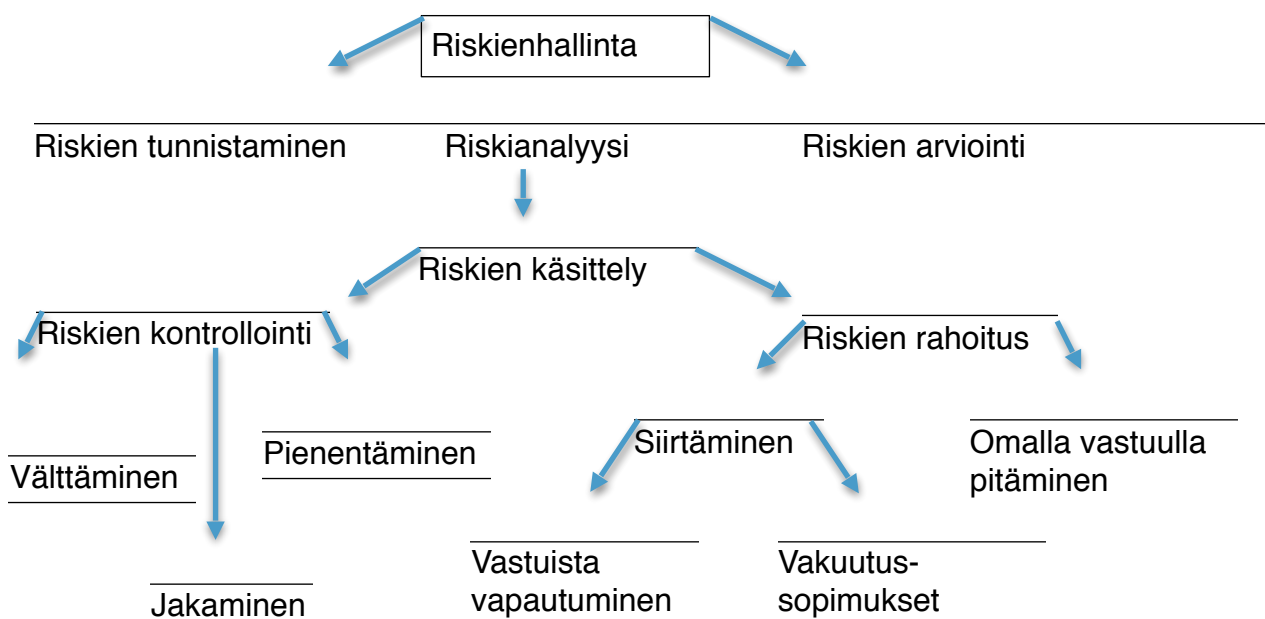 Riskienhallinta
Riskien tunnistaminen
Riskianalyysi
Riskien arviointi
Riskien käsittely
Riskien kontrollointi
Riskien rahoitus
Välttäminen
Pienentäminen
Siirtäminen
Omalla vastuulla
pitäminen
Jakaminen
Vastuista
vapautuminen
Vakuutus-
sopimukset